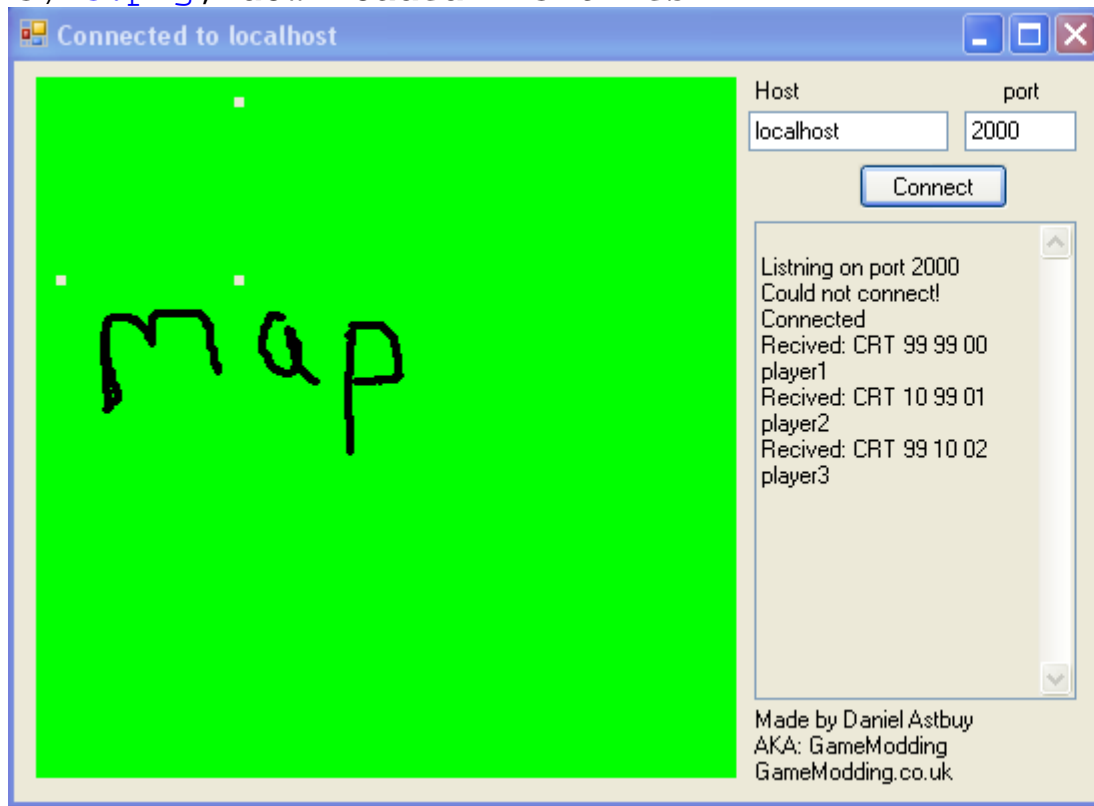 Connected to localhost
map
Host port
localhost 2000
Connect
Listning on port 2000
Could not connect!
Connected
Recived: CRT 99 99 00
player1
Recived: CRT 10 99 01
player2
Recived: CRT 99 10 02
player3
Made by Daniel Astbuy
AKA: GameModding
GameModding.co.uk